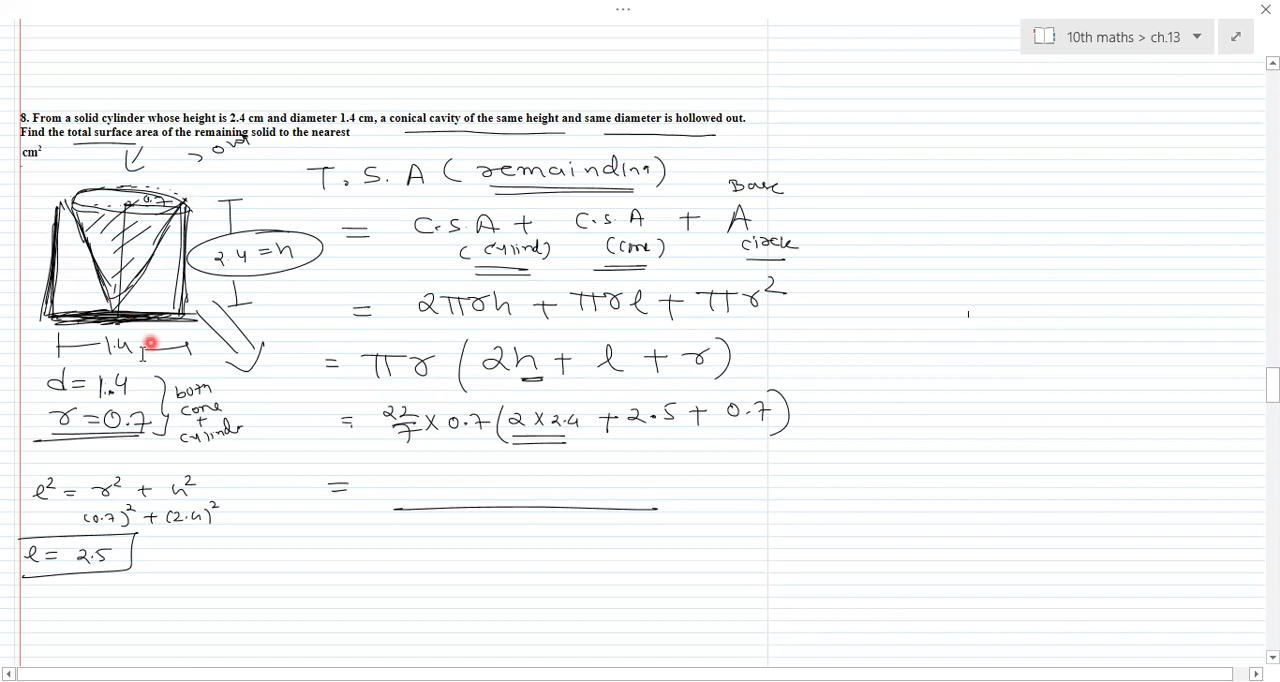 10th maths > ch.13
8. From a solid cylinder whose height is 2.4 cm and diameter 1.4 cm, a conical cavity of the same height and same diameter is hollowed out.
Find the total surface area of the remaining solid to the nearest
cm²
T.S.A (remainding)
0.7
2.4 = h
1.4
d = 1.4
r = 0.7
both
cone
+
cylinder
l² = r² + h²
(0.7)² + (2.4)²
l = 2.5
Base
= C.S.A + C.S.A + A
(cylind) (cone) circle
= 2πrh + πrl + πr²
= πr (2h + l + r)
= 22/7 × 0.7 (2 × 2.4 + 2.5 + 0.7)
=